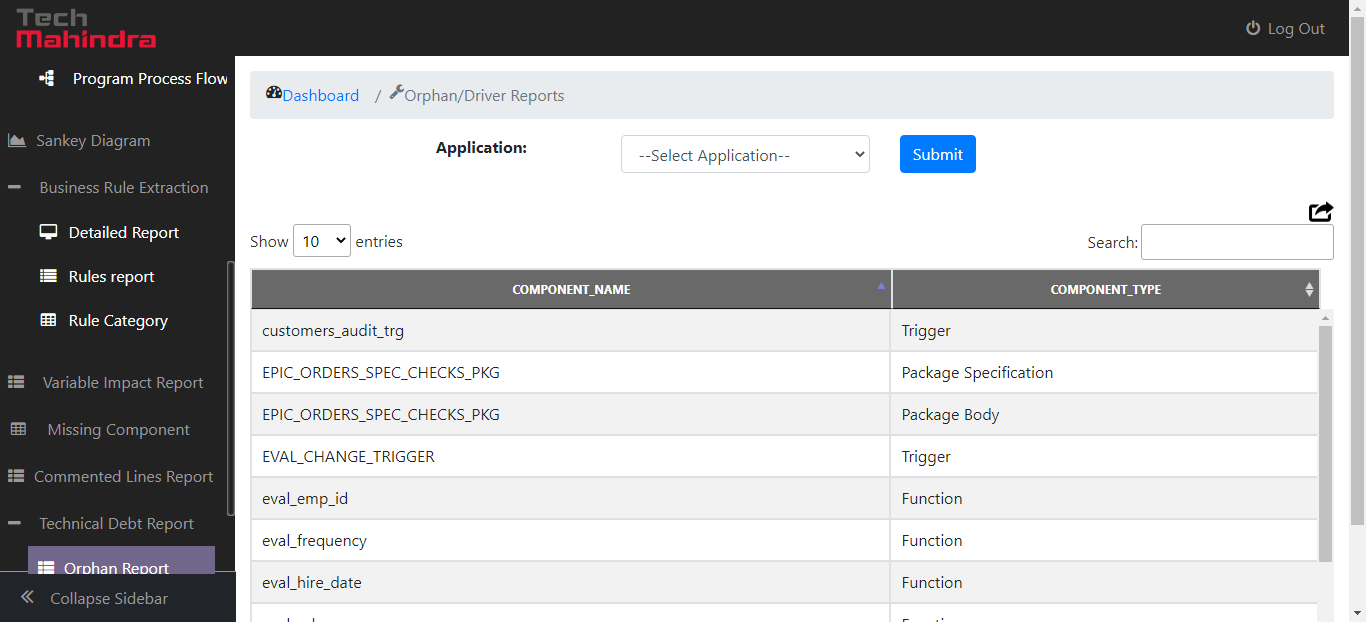 Tech
Mahindra
Log Out
Program Process Flow
Sankey Diagram
Business Rule Extraction
Detailed Report
Rules report
Rule Category
Variable Impact Report
Missing Component
Commented Lines Report
Technical Debt Report
Orphan Report
Collapse Sidebar
Dashboard / Orphan/Driver Reports
Application: --Select Application-- Submit
Show 10 entries Search:
COMPONENT_NAME COMPONENT_TYPE
customers_audit_trg Trigger
EPIC_ORDERS_SPEC_CHECKS_PKG Package Specification
EPIC_ORDERS_SPEC_CHECKS_PKG Package Body
EVAL_CHANGE_TRIGGER Trigger
eval_emp_id Function
eval_frequency Function
eval_hire_date Function